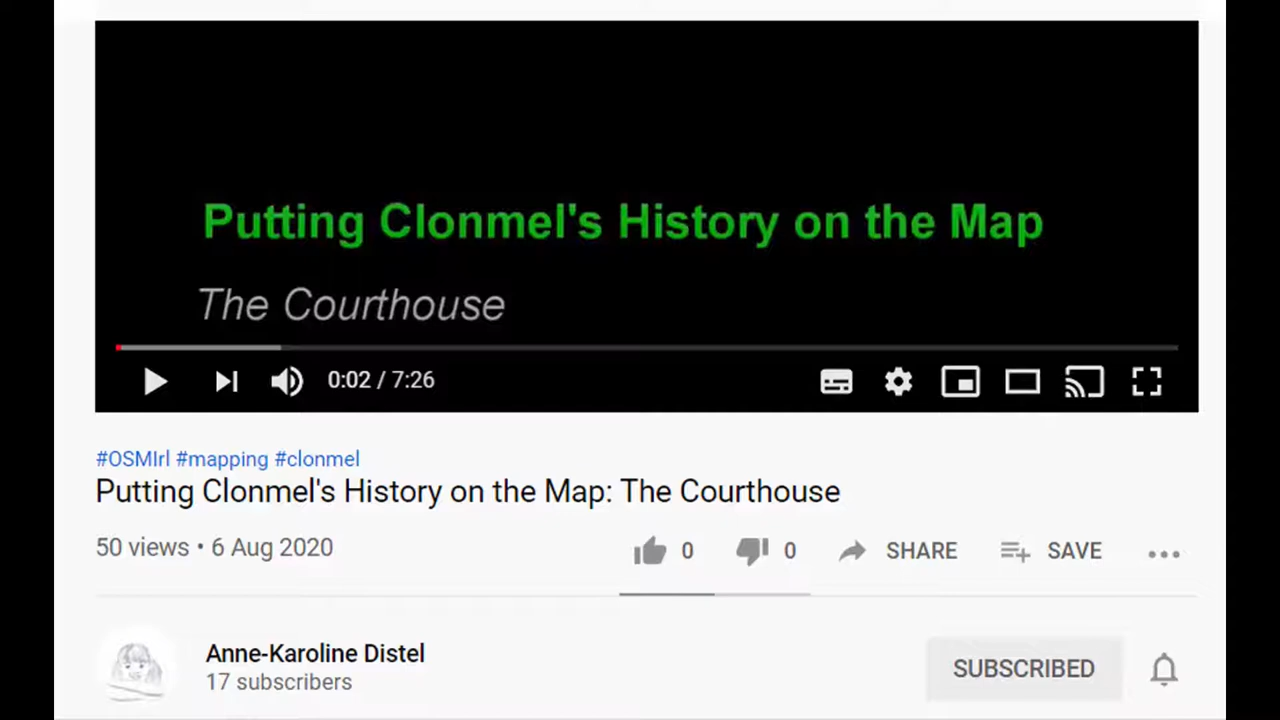 Putting Clonmel's History on the Map
The Courthouse
0:02 / 7:26
#OSMIrl #mapping #clonmel
Putting Clonmel's History on the Map: The Courthouse
50 views • 6 Aug 2020
0 0 SHARE SAVE
Anne-Karoline Distel
17 subscribers
SUBSCRIBED